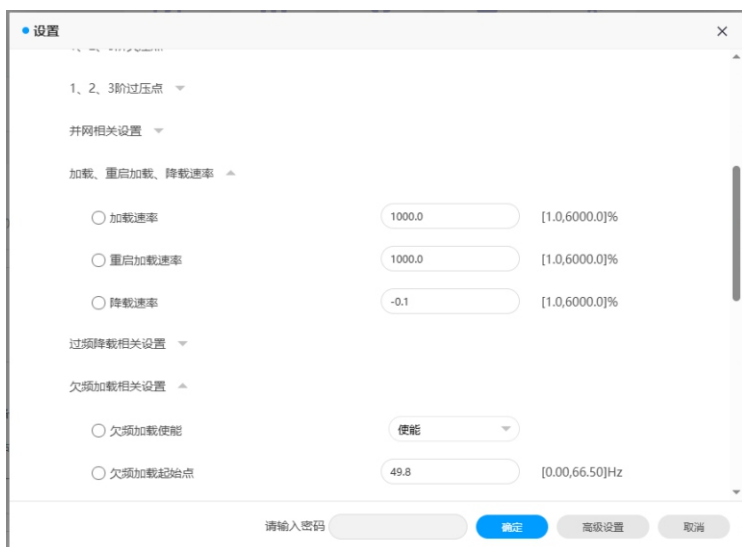 设置
1、2、3阶过压点
并网相关设置
加载、重启加载、降载速率
加载速率 1000.0 [1.0,6000.0]%
重启加载速率 1000.0 [1.0,6000.0]%
降载速率 -0.1 [1.0,6000.0]%
过频降载相关设置
欠频加载相关设置
欠频加载使能 使能
欠频加载起始点 49.8 [0.00,66.50]Hz
请输入密码 确定 高级设置 取消